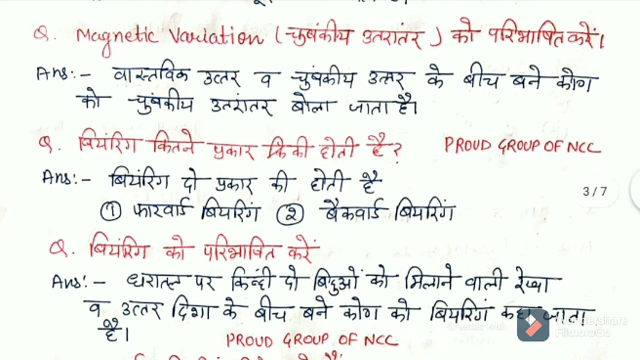 Q. Magnetic Variation (चुंबकीय उतरांतर) को परिभाषित करें।
Ans:- वास्तविक उत्तर व चुंबकीय उत्तर के बीच बने कोण
को चुंबकीय उतरांतर बोला जाता है।
Q. बियंरिग कितने प्रकार की होती है?
PROUD GROUP OF NCC
Ans:- बियरिंग दो प्रकार की होती है
3/7
① फारवार्ड बियरिंग ② बैकवार्ड बियरिंग
Q. बियंरिग को परिभाषित करें
Ans:- धरातल पर किन्ही दो बिंदुओं को मिलाने वाली रेखा
व उत्तर दिशा के बीच बने कोण को बियरिंग कहा जाता
है।
PROUD GROUP OF NCC